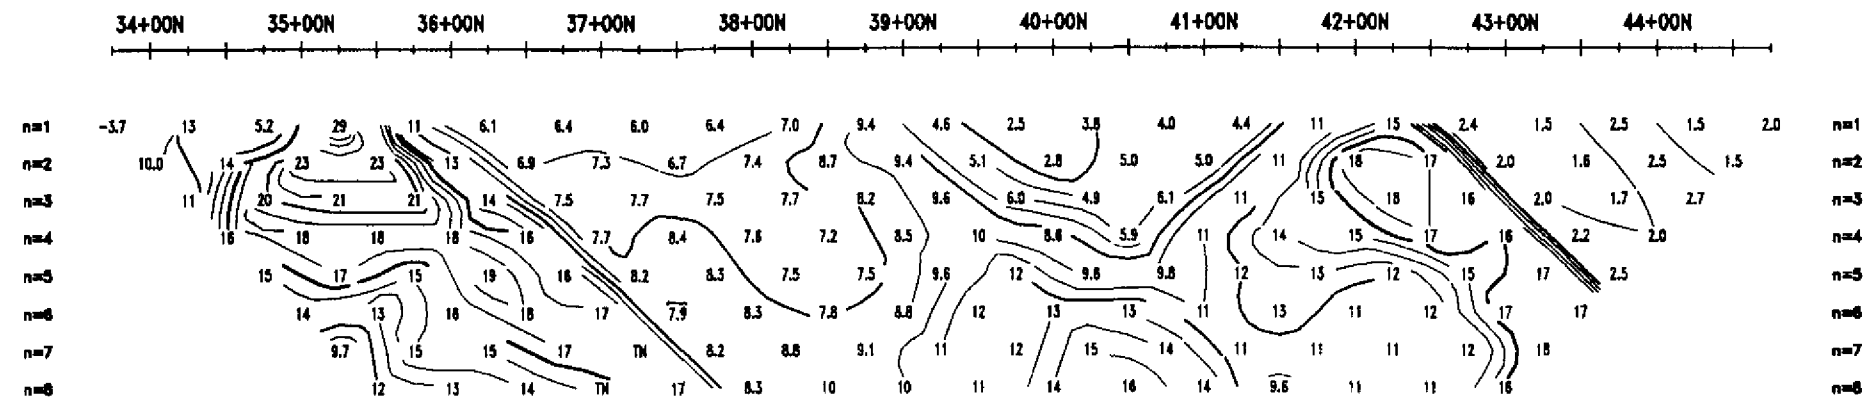 34+00N 35+00N 36+00N 37+00N 38+00N 39+00N 40+00N 41+00N 42+00N 43+00N 44+00N
n=1 -3.7 13 5.2 29 11 6.1 6.4 6.0 6.4 7.0 9.4 4.6 2.5 3.8 4.0 4.4 11 15 2.4 1.5 2.5 1.5 2.0 n=1
n=2 10.0 14 23 23 13 6.9 7.3 6.7 7.4 8.7 9.4 5.1 2.8 5.0 5.0 11 18 17 2.0 1.6 2.5 1.5 n=2
n=3 11 20 21 21 14 7.5 7.7 7.5 7.7 8.2 9.6 6.0 4.9 6.1 11 15 18 16 2.0 1.7 2.7 n=3
n=4 16 18 18 18 16 7.7 8.4 7.6 7.2 8.5 10 8.6 5.9 11 14 15 17 16 2.2 2.0 n=4
n=5 15 17 15 19 16 8.2 8.3 7.5 7.5 9.6 12 9.6 9.8 12 13 12 15 17 2.5 n=5
n=6 14 13 16 18 17 7.9 8.3 7.8 8.8 12 13 13 11 13 11 12 17 17 n=6
n=7 9.7 15 15 17 TN 8.2 8.8 9.1 11 12 15 14 11 11 11 12 18 n=7
n=8 12 13 14 TN 17 8.3 10 10 11 14 16 14 9.6 11 11 16 n=8